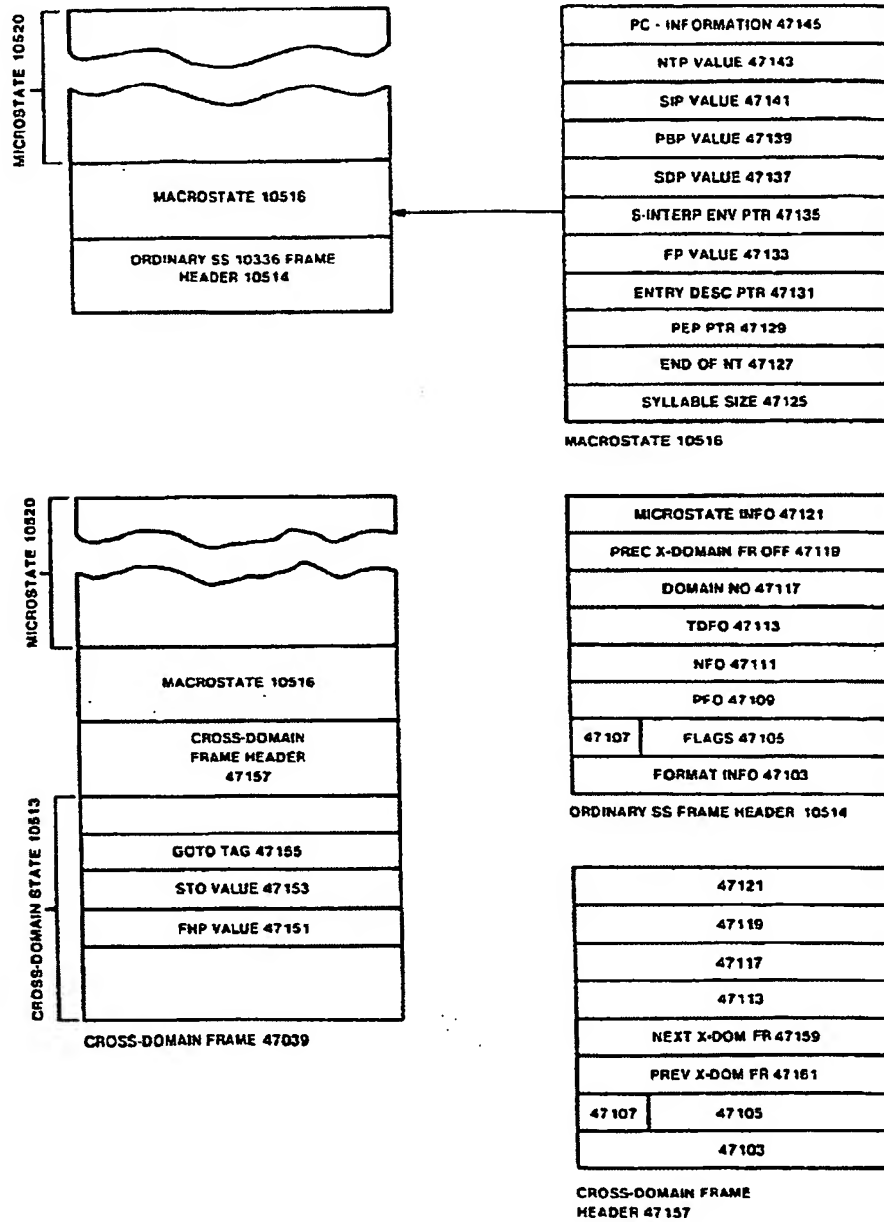 MICROSTATE 10520
MACROSTATE 10516
ORDINARY SS 10336 FRAME
HEADER 10514
PC - INFORMATION 47145
NTP VALUE 47143
SIP VALUE 47141
PBP VALUE 47139
SDP VALUE 47137
S-INTERP ENV PTR 47135
FP VALUE 47133
ENTRY DESC PTR 47131
PEP PTR 47129
END OF NT 47127
SYLLABLE SIZE 47125
MACROSTATE 10516
MICROSTATE 10520
MACROSTATE 10516
CROSS-DOMAIN
FRAME HEADER
47157
CROSS-DOMAIN STATE 10513
GOTO TAG 47155
STO VALUE 47153
FHP VALUE 47151
CROSS-DOMAIN FRAME 47039
MICROSTATE INFO 47121
PREC X-DOMAIN FR OFF 47119
DOMAIN NO 47117
TDFO 47113
NFO 47111
PFO 47109
47107 FLAGS 47105
FORMAT INFO 47103
ORDINARY SS FRAME HEADER 10514
47121
47119
47117
47113
NEXT X-DOM FR 47159
PREV X-DOM FR 47161
47107 47105
47103
CROSS-DOMAIN FRAME
HEADER 47157